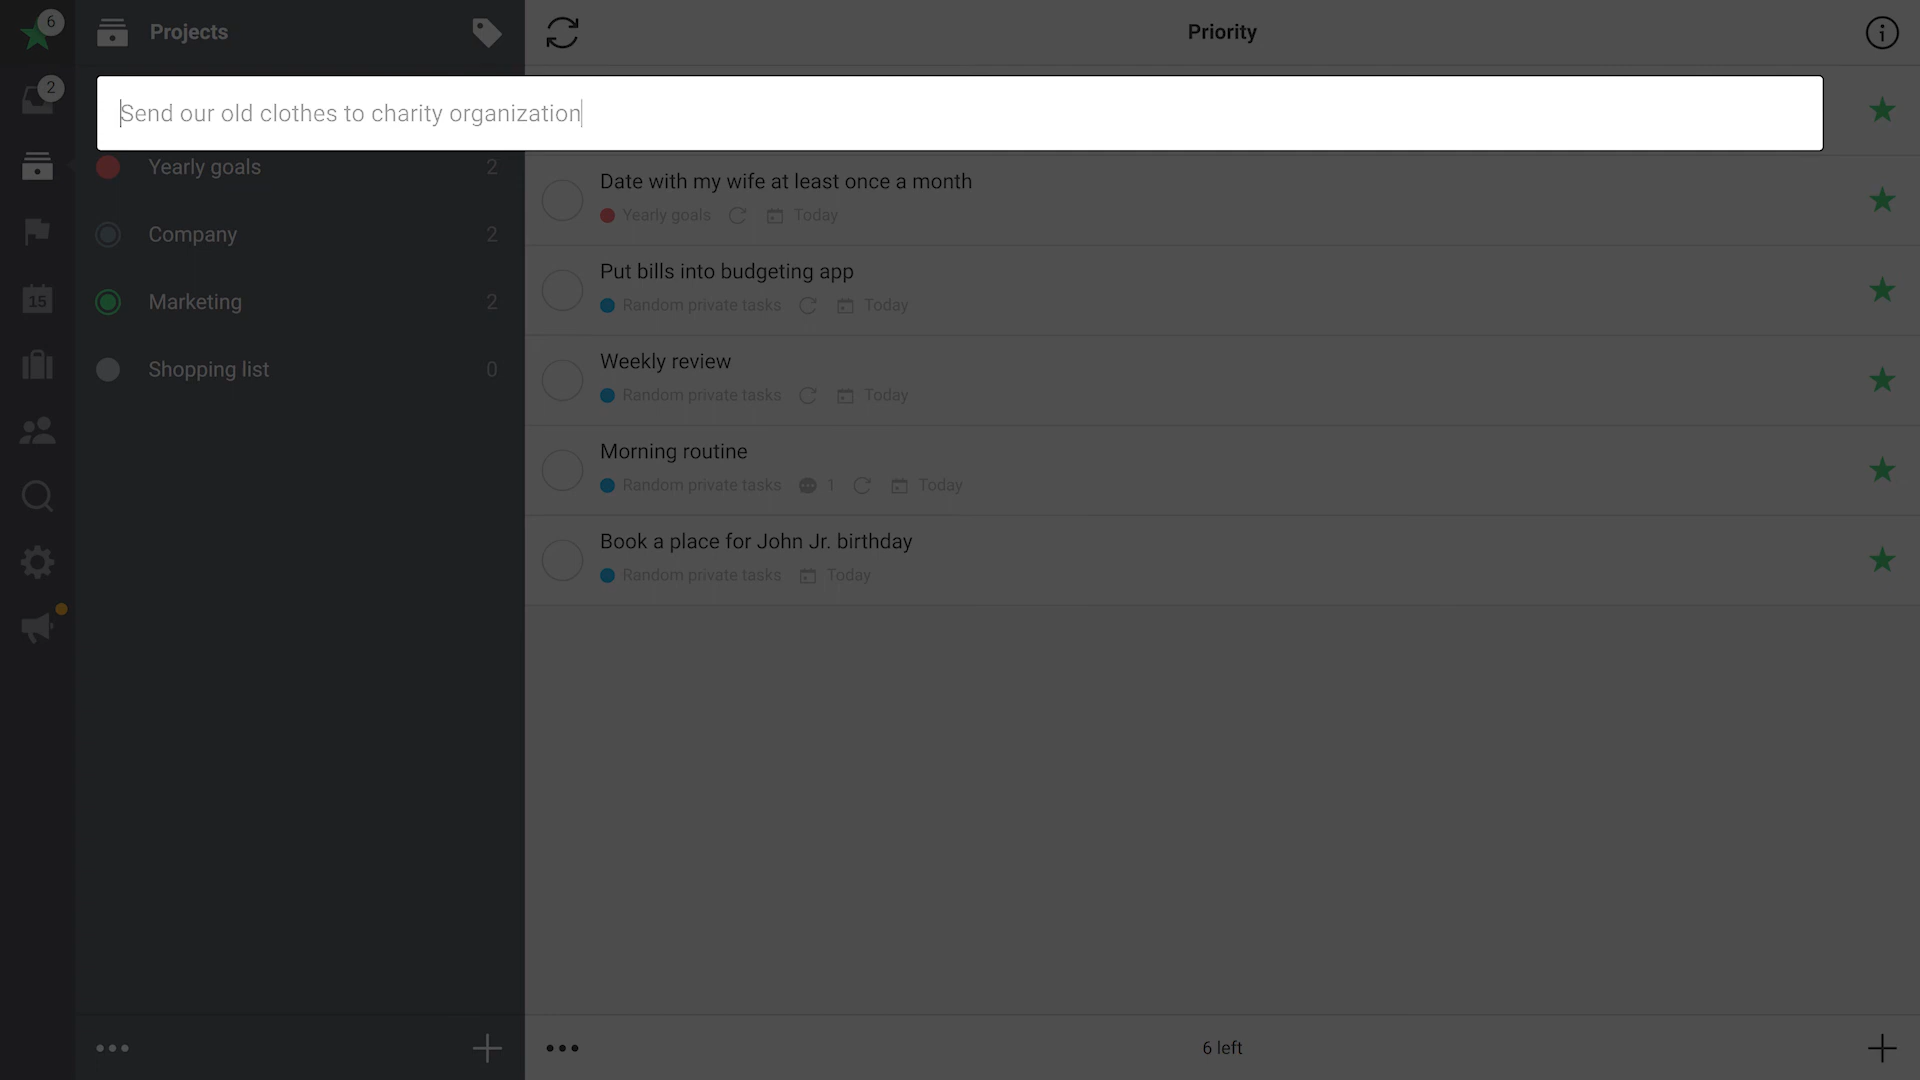 6
Projects
Priority
2
Send our old clothes to charity organization
Yearly goals 2
Company 2
Marketing 2
Shopping list 0
15
Date with my wife at least once a month
Yearly goals Today
Put bills into budgeting app
Random private tasks Today
Weekly review
Random private tasks Today
Morning routine
Random private tasks 1 Today
Book a place for John Jr. birthday
Random private tasks Today
6 left